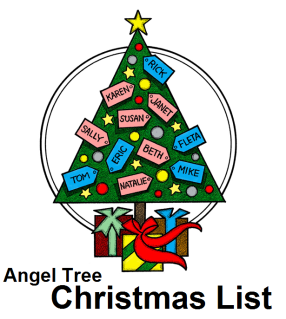 RICK
KAREN
JANET
SUSAN
SALLY
FLETA
ERIC
BETH
TOM
MIKE
NATALIE
Angel Tree
Christmas List